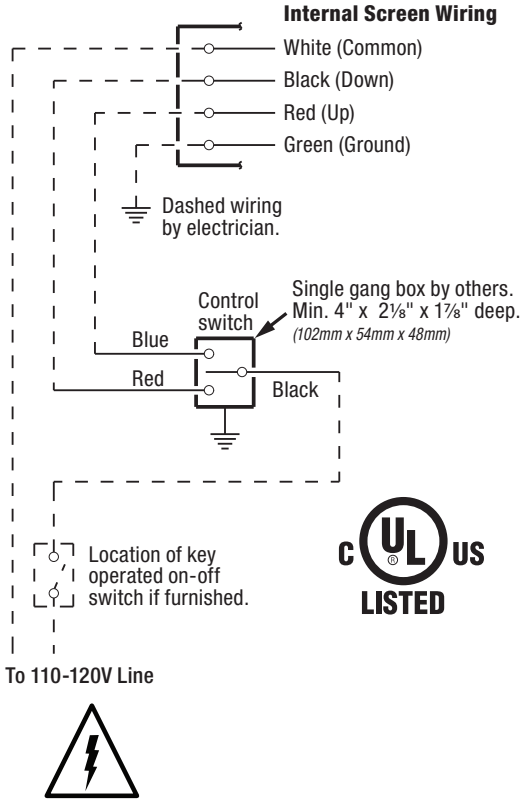 Internal Screen Wiring
White (Common)
Black (Down)
Red (Up)
Green (Ground)
Dashed wiring
by electrician.
Single gang box by others.
Min. 4" x 2⅛" x 1⅞" deep.
(102mm x 54mm x 48mm)
Control
switch
Blue
Red
Black
Location of key
operated on-off
switch if furnished.
C UL ® US
LISTED
To 110-120V Line